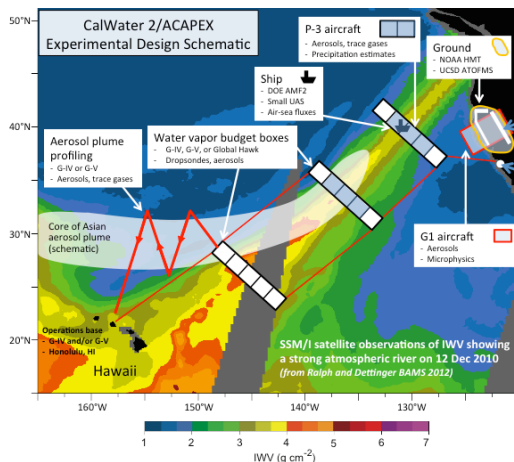 50°N
CalWater 2/ACAPEX
Experimental Design Schematic
P-3 aircraft
- Aerosols, trace gases
- Precipitation estimates
Ground
- NOAA HMT
- UCSD ATOFMS
Ship
- DOE AMF2
- Small UAS
- Air-sea fluxes
40°N
Aerosol plume
profiling
- G-IV or G-V
- Aerosols, trace gases
Water vapor budget boxes
- G-IV, G-V, or Global Hawk
- Dropsondes, aerosols
30°N
Core of Asian
aerosol plume
(schematic)
G1 aircraft
- Aerosols
- Microphysics
20°N
Operations base
- G-IV and/or G-V
- Honolulu, HI
Hawaii
SSM/I satellite observations of IWV showing
a strong atmospheric river on 12 Dec 2010
(from Ralph and Dettinger BAMS 2012)
160°W
150°W
140°W
130°W
1 2 3 4 5 6 7
IWV (g cm⁻²)